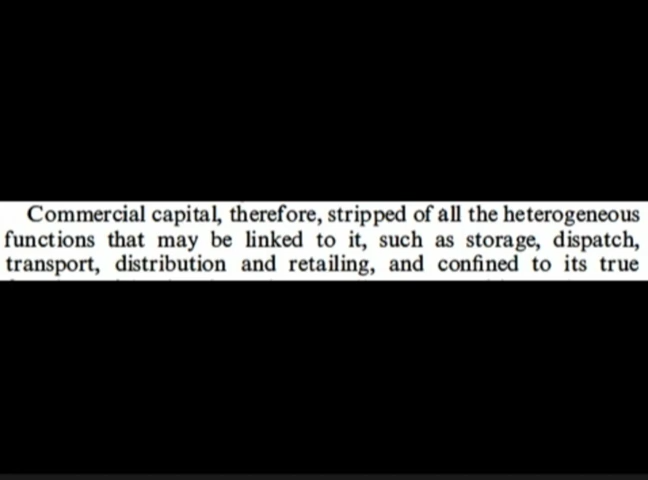 Commercial capital, therefore, stripped of all the heterogeneous
functions that may be linked to it, such as storage, dispatch,
transport, distribution and retailing, and confined to its true